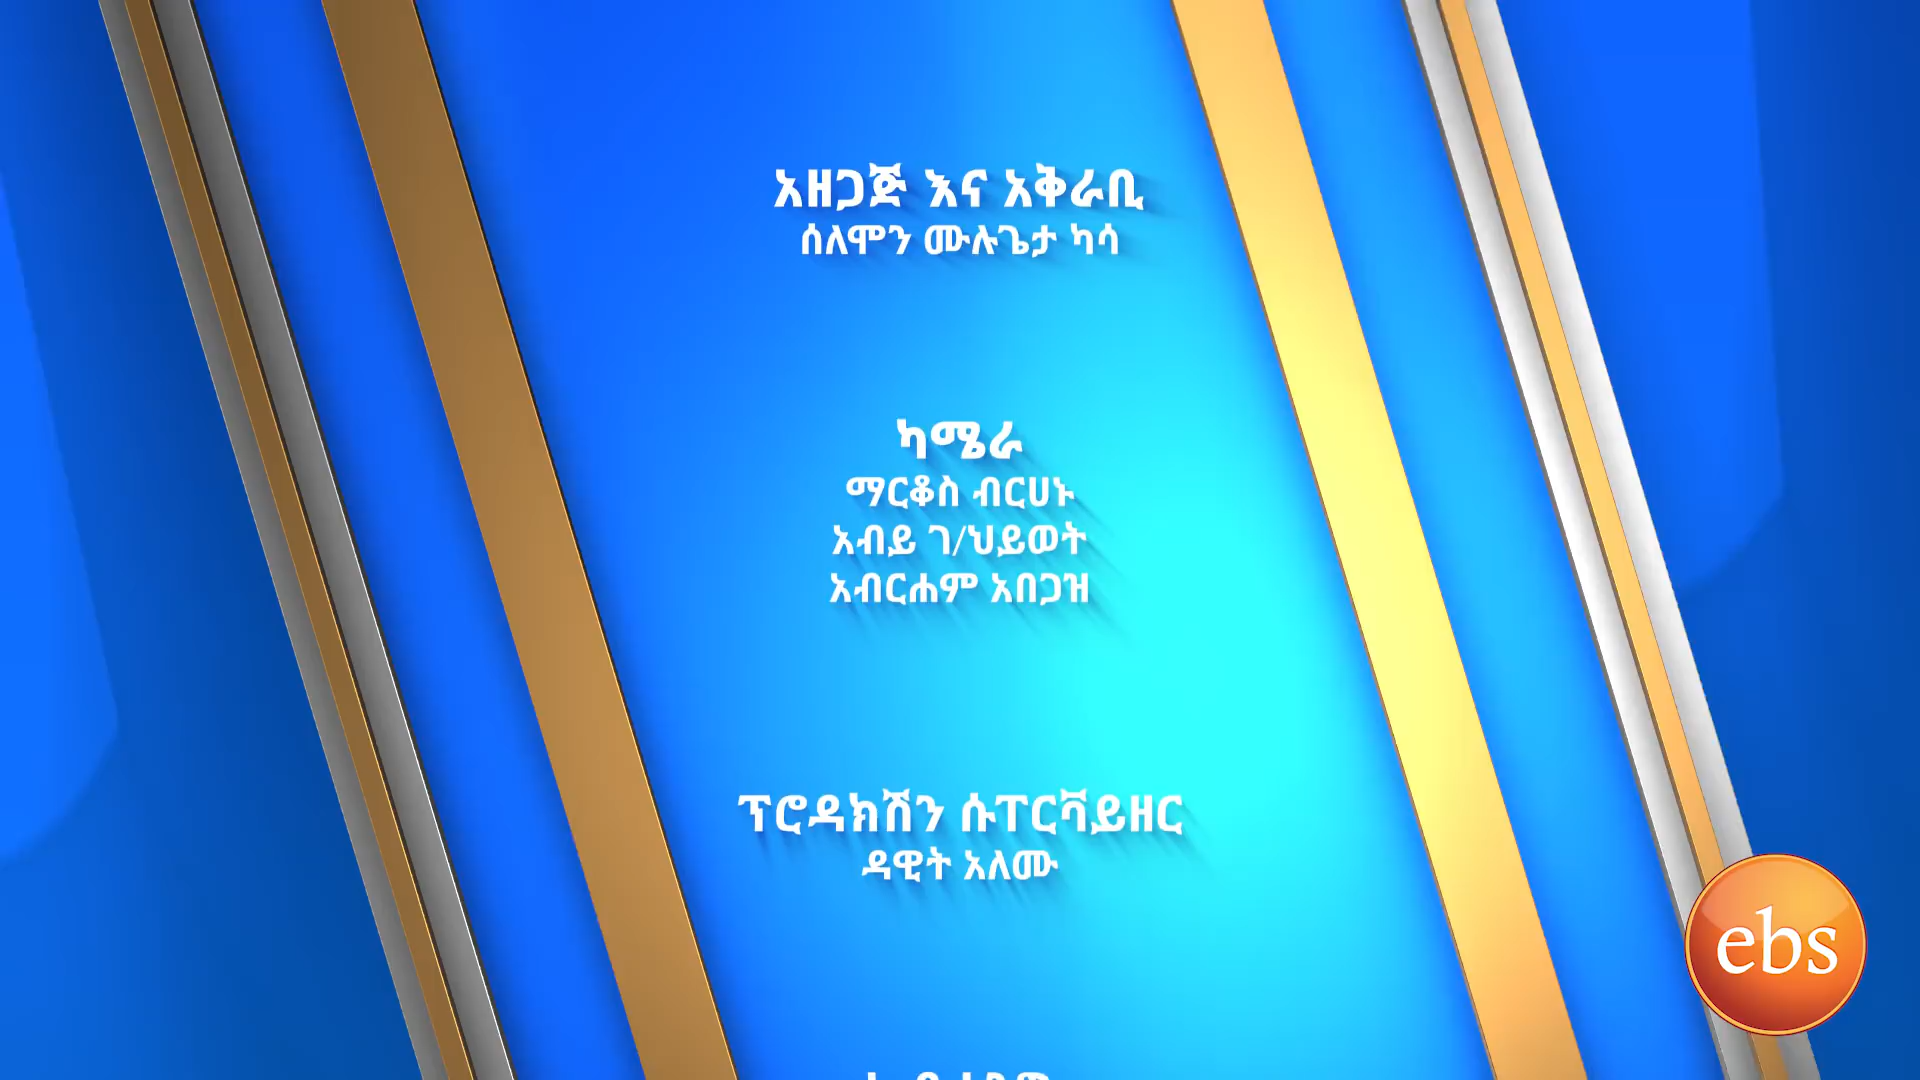 አዘጋጅ እና አቅራቢ
ሰለሞን ሙሉጌታ ካሳ
ካሜራ
ማርቆስ ብርሀኑ
አብይ ገ/ህይወት
አብርሐም አበጋዝ
ፕሮዳክሽን ሱፐርቫይዘር
ዳዊት አለሙ
ebs